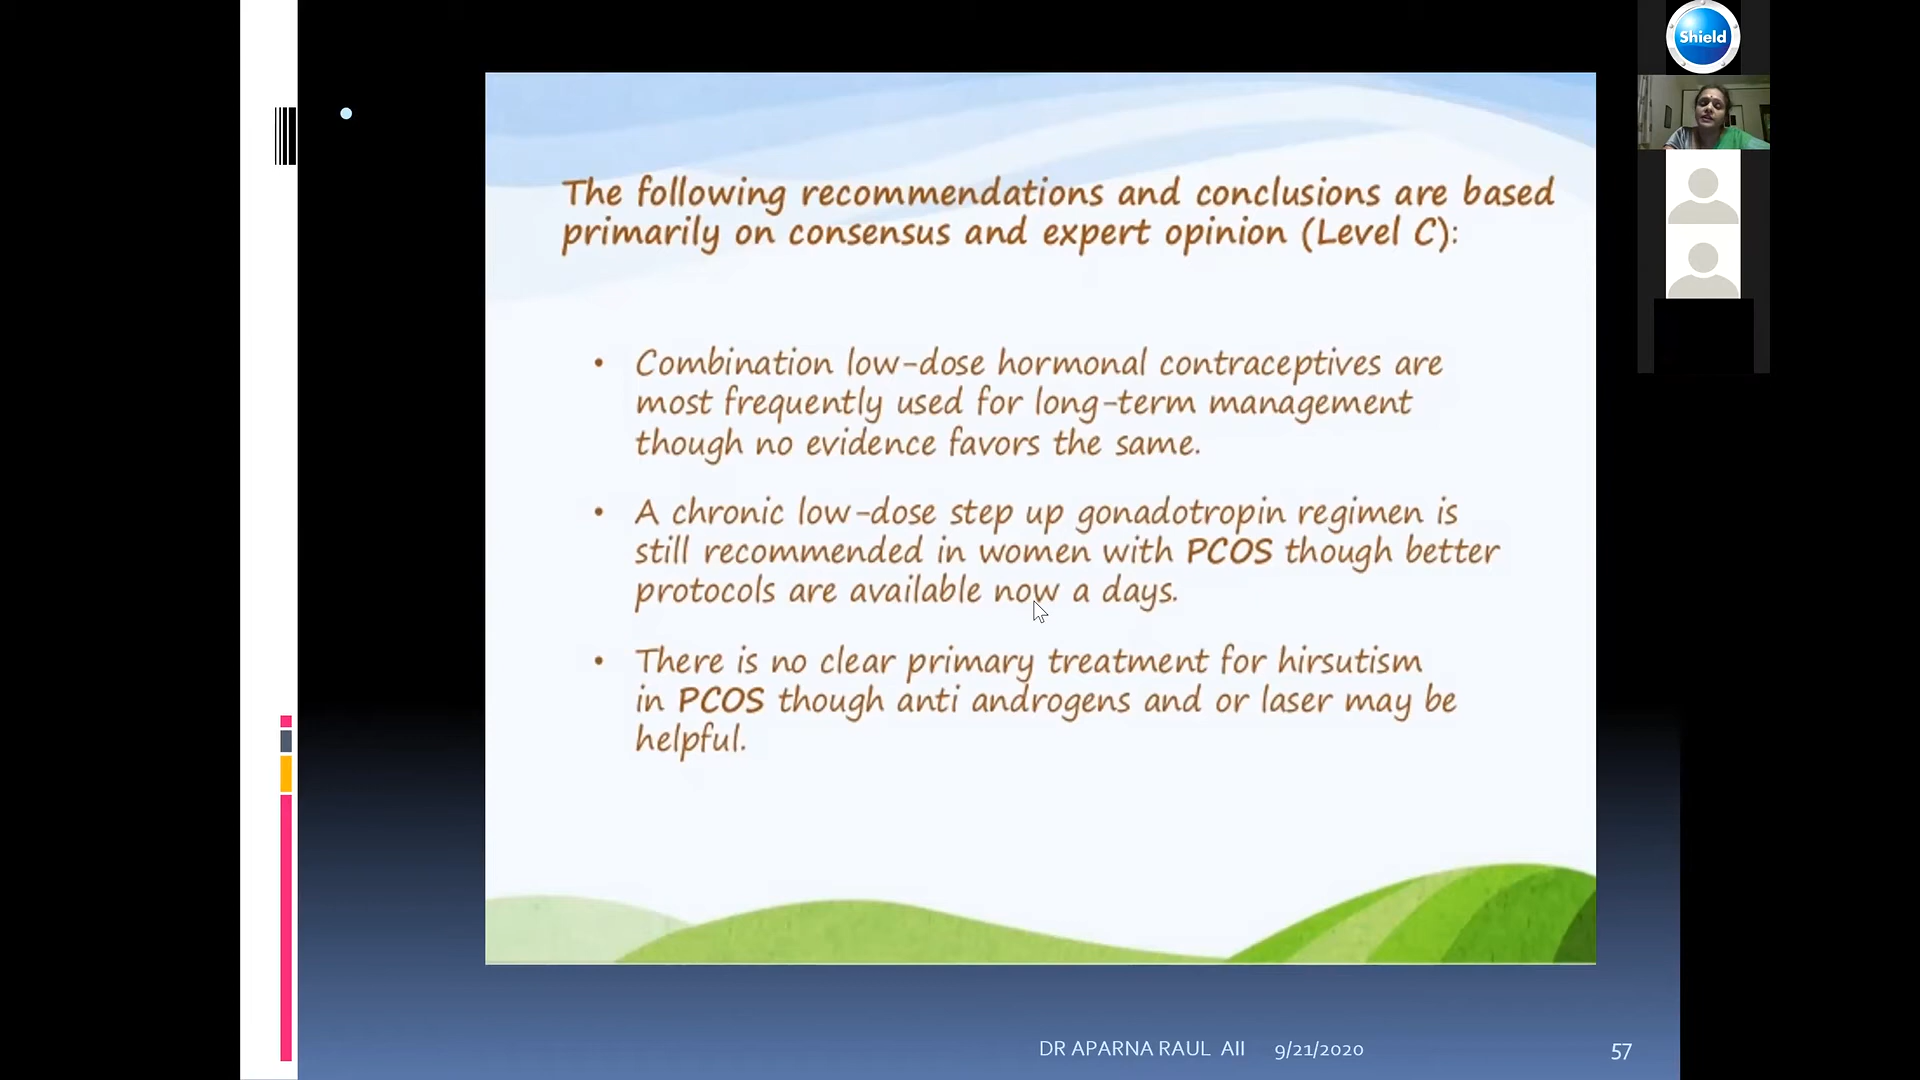 Shield
The following recommendations and conclusions are based
primarily on consensus and expert opinion (Level C):
• Combination low-dose hormonal contraceptives are
most frequently used for long-term management
though no evidence favors the same.
• A chronic low-dose step up gonadotropin regimen is
still recommended in women with PCOS though better
protocols are available now a days.
• There is no clear primary treatment for hirsutism
in PCOS though anti androgens and or laser may be
helpful.
DR APARNA RAUL AII 9/21/2020 57